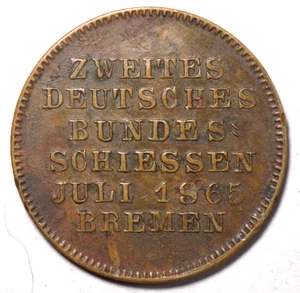 ZWEITES
DEUTSCHES
BUNDES
SCHIESSEN
JULI 1865
BREMEN